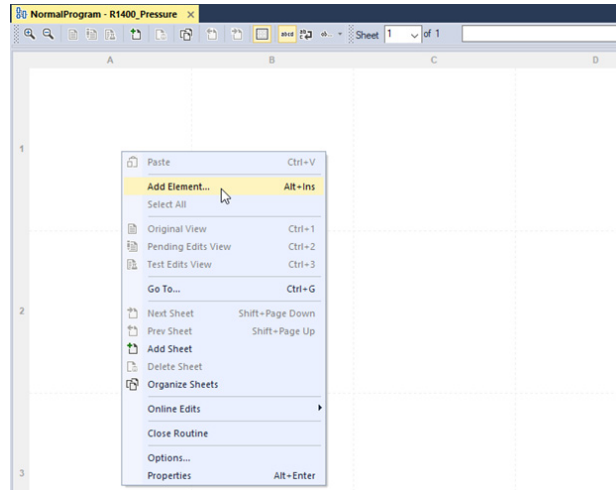 NormalProgram - R1400_Pressure ×
Sheet 1 of 1
A B C D
1
Paste Ctrl+V
Add Element... Alt+Ins
Select All
Original View Ctrl+1
Pending Edits View Ctrl+2
Test Edits View Ctrl+3
Go To... Ctrl+G
2
Next Sheet Shift+Page Down
Prev Sheet Shift+Page Up
Add Sheet
Delete Sheet
Organize Sheets
Online Edits
Close Routine
Options...
3
Properties Alt+Enter